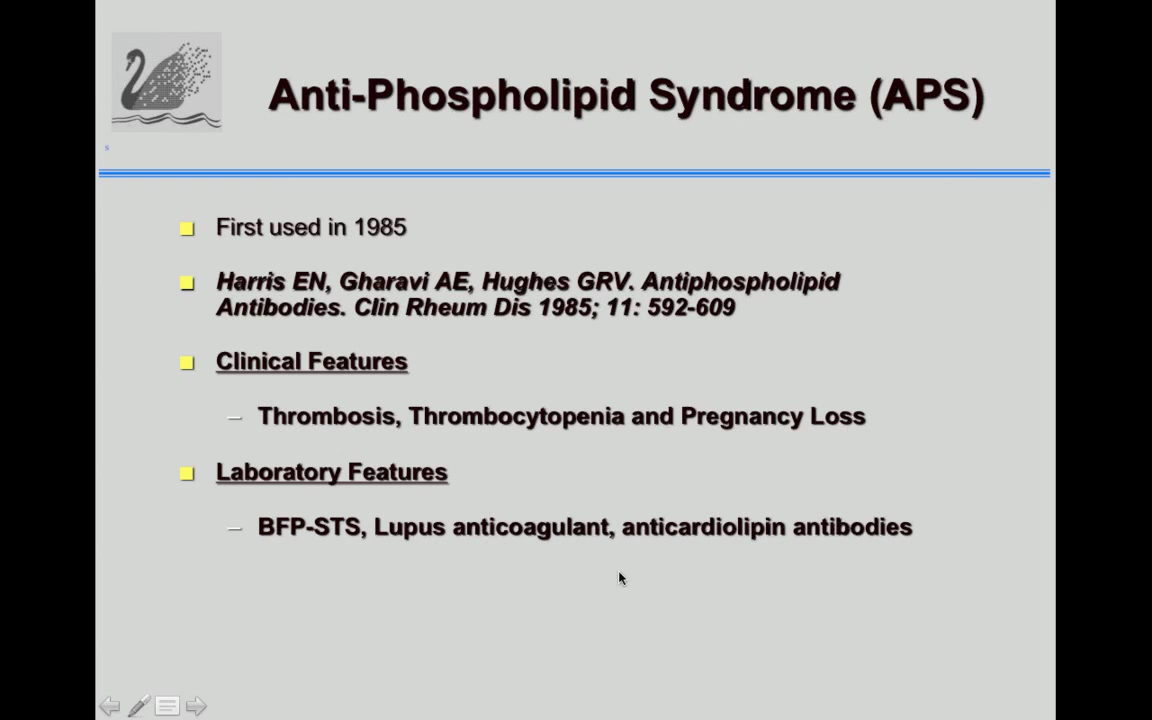 Anti-Phospholipid Syndrome (APS)
s
First used in 1985
Harris EN, Gharavi AE, Hughes GRV. Antiphospholipid
Antibodies. Clin Rheum Dis 1985; 11: 592-609
Clinical Features
– Thrombosis, Thrombocytopenia and Pregnancy Loss
Laboratory Features
– BFP-STS, Lupus anticoagulant, anticardiolipin antibodies